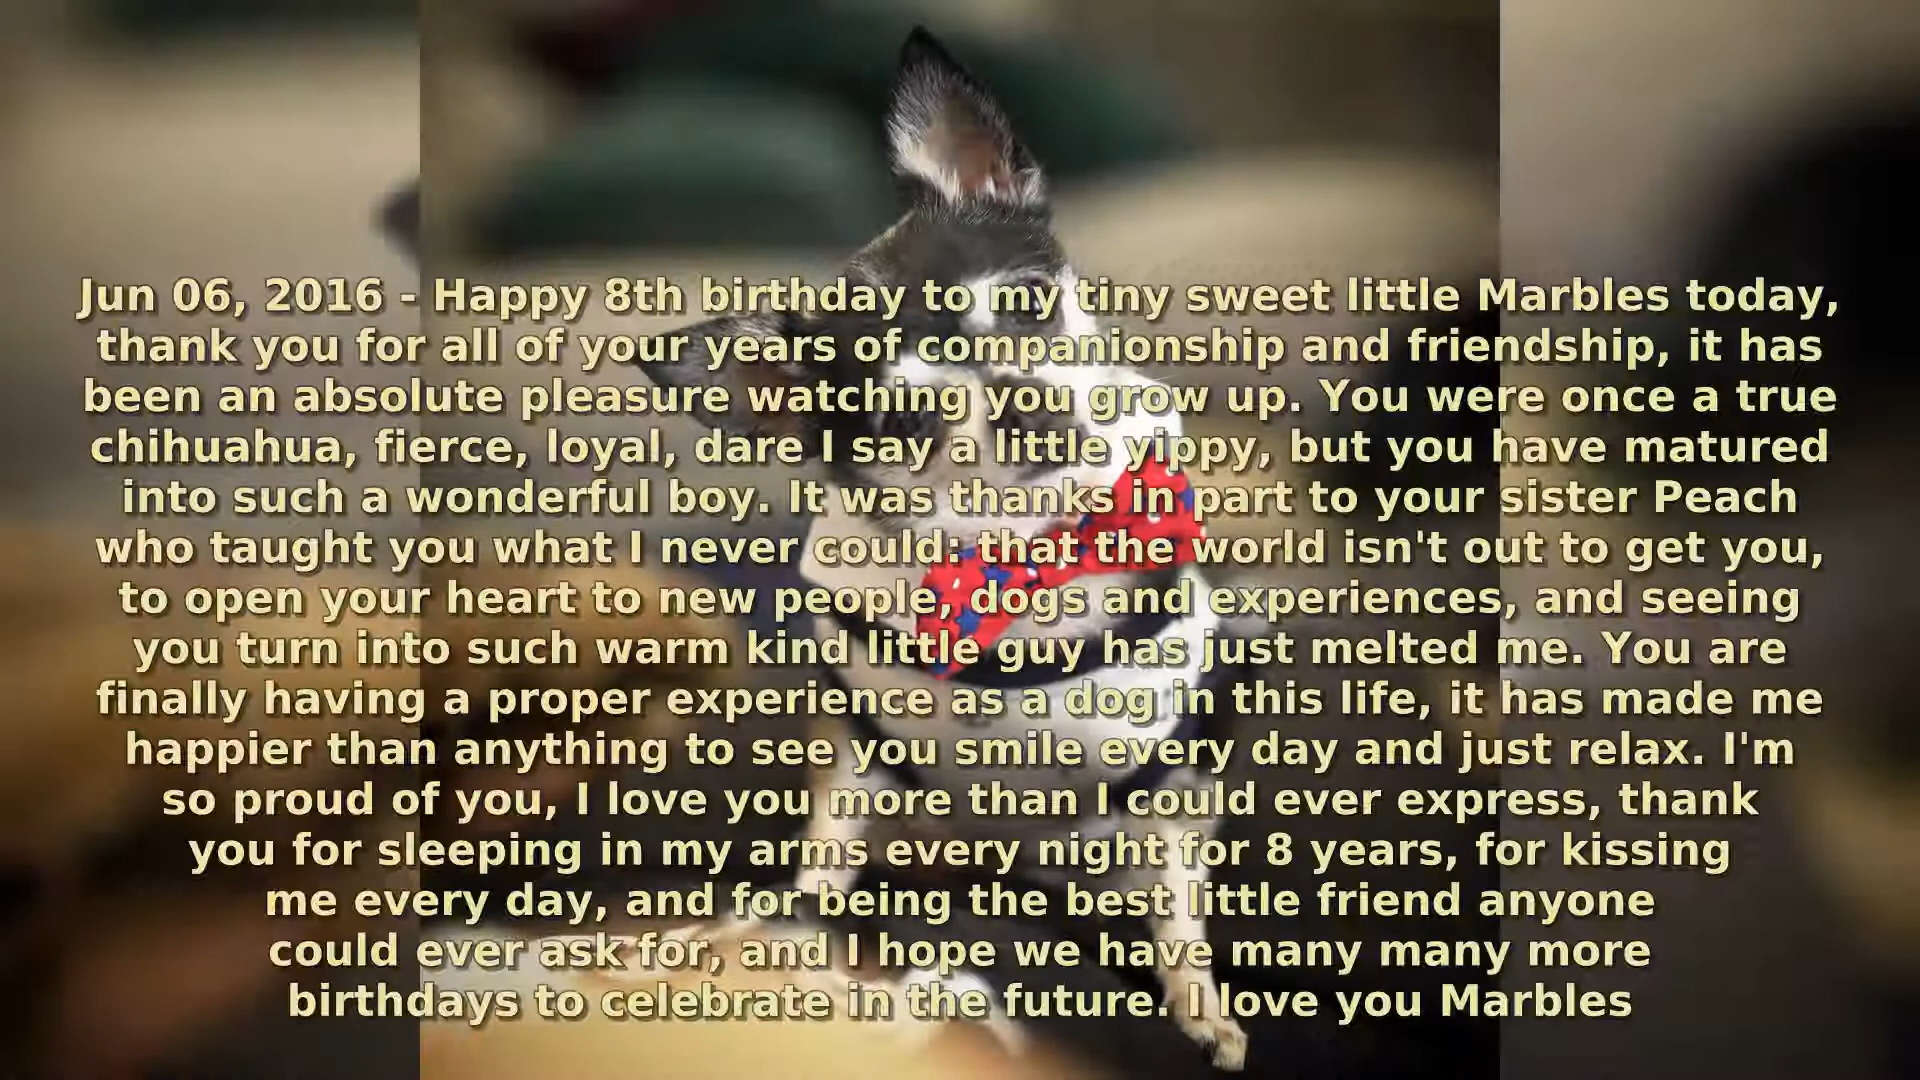 Jun 06, 2016 - Happy 8th birthday to my tiny sweet little Marbles today,
thank you for all of your years of companionship and friendship, it has
been an absolute pleasure watching you grow up. You were once a true
chihuahua, fierce, loyal, dare I say a little yippy, but you have matured
into such a wonderful boy. It was thanks in part to your sister Peach
who taught you what I never could: that the world isn't out to get you,
to open your heart to new people, dogs and experiences, and seeing
you turn into such warm kind little guy has just melted me. You are
finally having a proper experience as a dog in this life, it has made me
happier than anything to see you smile every day and just relax. I'm
so proud of you, I love you more than I could ever express, thank
you for sleeping in my arms every night for 8 years, for kissing
me every day, and for being the best little friend anyone
could ever ask for, and I hope we have many many more
birthdays to celebrate in the future. I love you Marbles